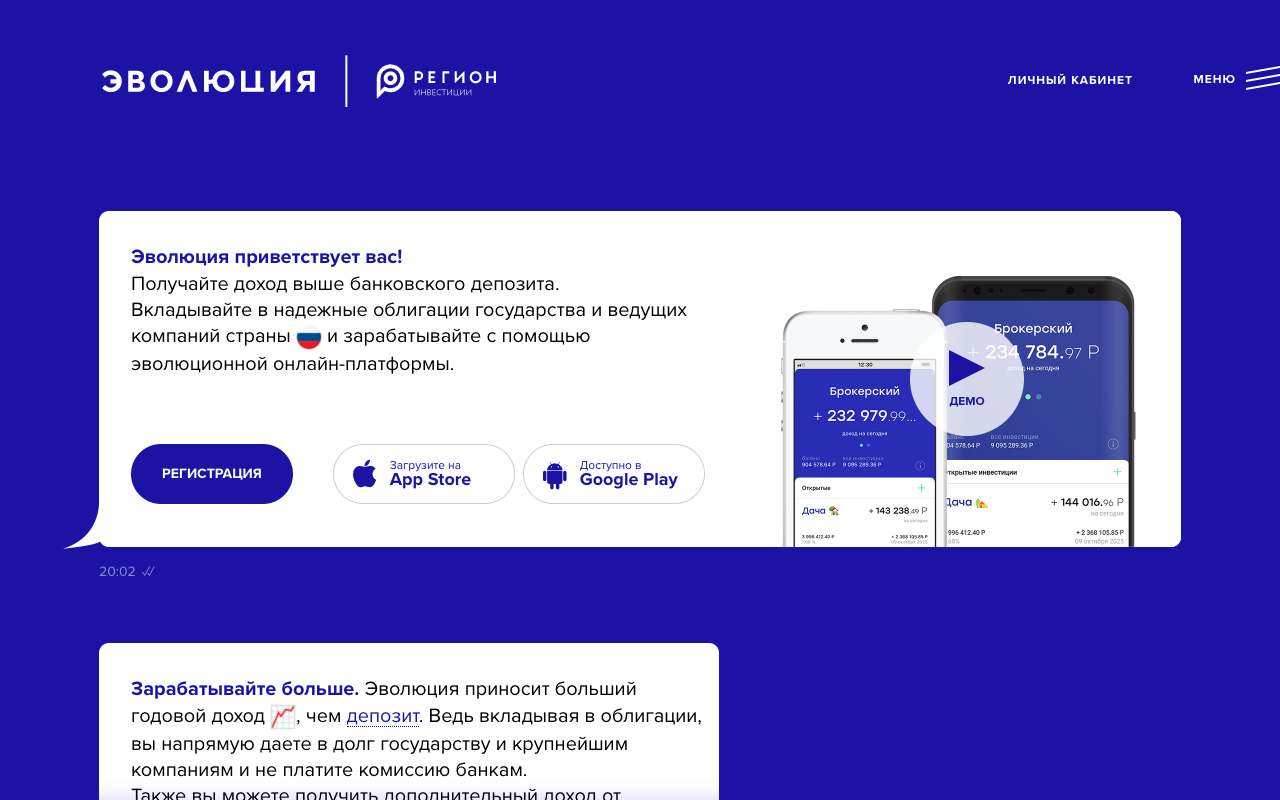 ЭВОЛЮЦИЯ
РЕГИОН
ИНВЕСТИЦИИ
ЛИЧНЫЙ КАБИНЕТ
МЕНЮ
Эволюция приветствует вас!
Получайте доход выше банковского депозита.
Вкладывайте в надежные облигации государства и ведущих
компаний страны и зарабатывайте с помощью
эволюционной онлайн-платформы.
РЕГИСТРАЦИЯ
Загрузите на
App Store
Доступно в
Google Play
12:30
Брокерский
+ 232 979.99...
доход на сегодня
баланс
все инвестиции
904 578.64 Р
9 095 289.36 Р
Открытые
Дача
+ 143 238.49 Р
на сегодня
3 996 412.40 Р
+ 2 368 105.85 Р
7.68%
09 октября 2025
Брокерский
+ 234 784.97 Р
доход на сегодня
ДЕМО
баланс
все инвестиции
578.64 Р
9 095 289.36 Р
ткрытые инвестиции
Дача
+ 144 016.96 Р
на сегодня
996 412.40 Р
+ 2 368 105.85 Р
68%
09 октября 2025
20:02
Зарабатывайте больше. Эволюция приносит больший
годовой доход , чем депозит. Ведь вкладывая в облигации,
вы напрямую даете в долг государству и крупнейшим
компаниям и не платите комиссию банкам.
Также вы можете получить дополнительный доход от